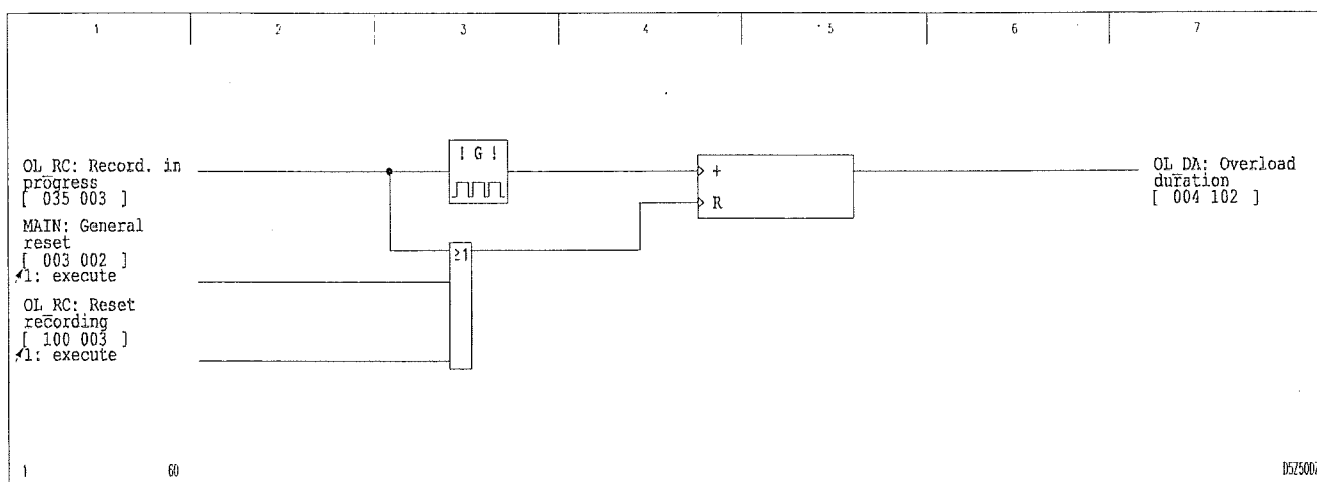 1 2 3 4 5 6 7
OL_RC: Record. in
progress
[ 035 003 ]
MAIN: General
reset
[ 003 002 ]
1: execute
OL_RC: Reset
recording
[ 100 003 ]
1: execute
! G !
≥1
+
R
OL_DA: Overload
duration
[ 004 102 ]
1 60